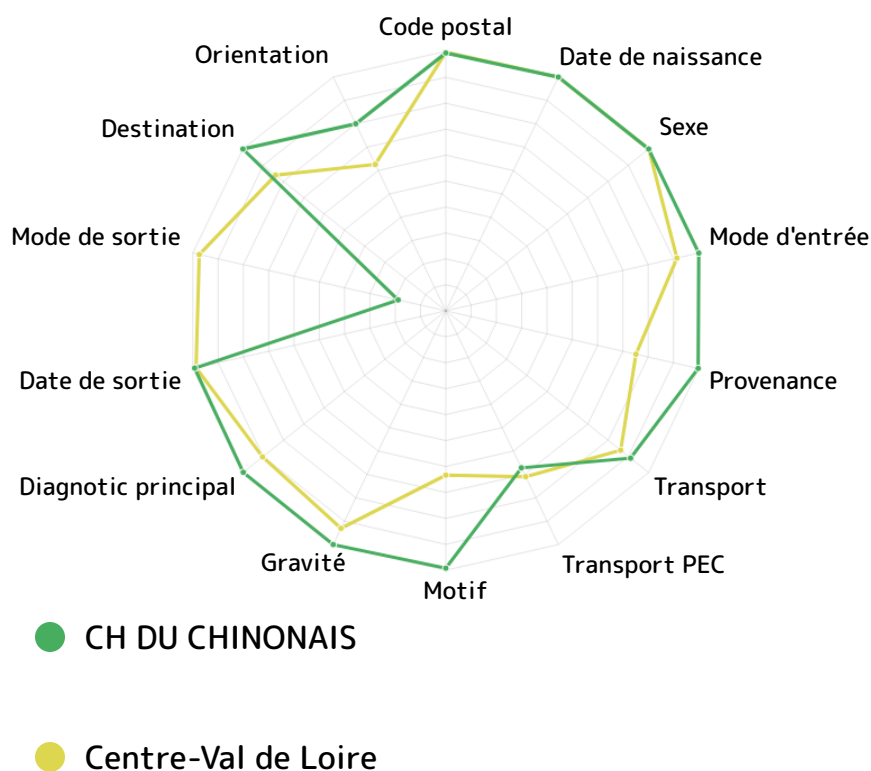 Code postal
Orientation
Date de naissance
Destination
Sexe
Mode de sortie
Mode d'entrée
Date de sortie
Provenance
Diagnotic principal
Transport
Gravité
Transport PEC
Motif
CH DU CHINONAIS
Centre-Val de Loire